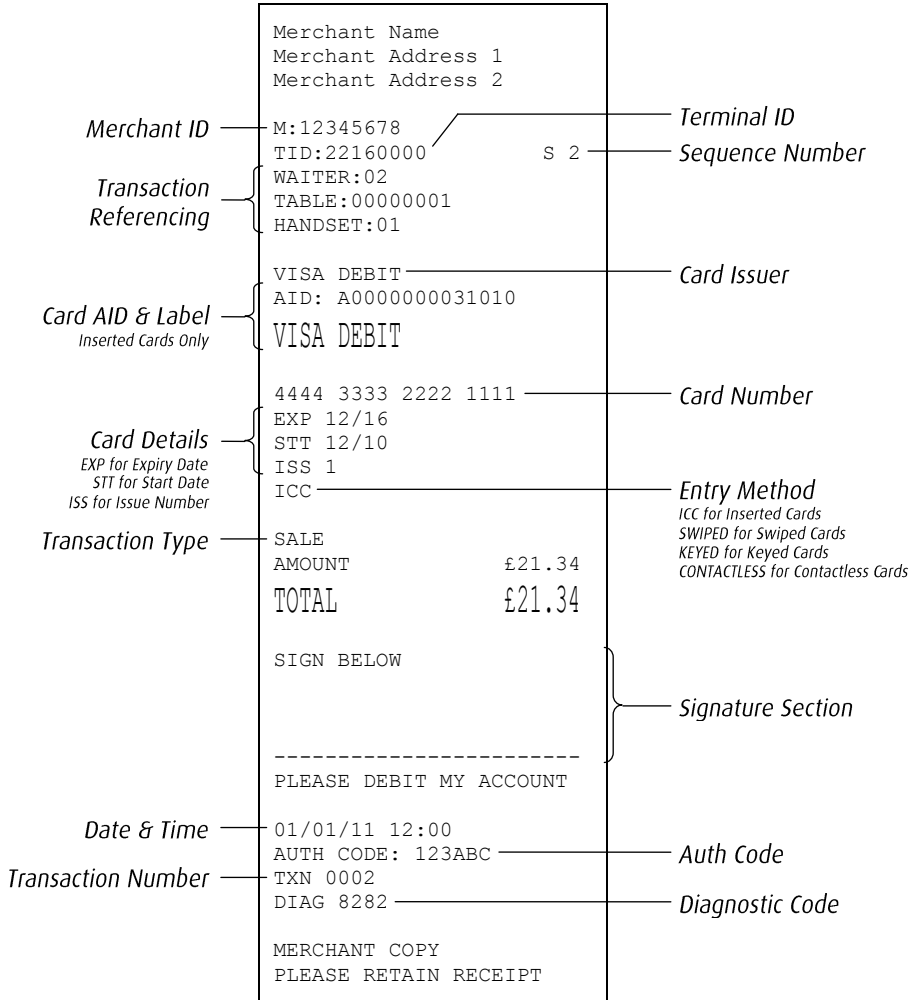 Merchant Name
Merchant Address 1
Merchant Address 2
Merchant ID
M:12345678
Terminal ID
TID:22160000 S 2
Sequence Number
Transaction
Referencing
WAITER:02
TABLE:00000001
HANDSET:01
VISA DEBIT
Card Issuer
Card AID & Label
Inserted Cards Only
AID: A0000000031010
VISA DEBIT
4444 3333 2222 1111
Card Number
Card Details
EXP for Expiry Date
STT for Start Date
ISS for Issue Number
EXP 12/16
STT 12/10
ISS 1
ICC
Entry Method
ICC for Inserted Cards
SWIPED for Swiped Cards
KEYED for Keyed Cards
CONTACTLESS for Contactless Cards
Transaction Type
SALE
AMOUNT £21.34
TOTAL £21.34
SIGN BELOW
Signature Section
------------------------
PLEASE DEBIT MY ACCOUNT
Date & Time
01/01/11 12:00
AUTH CODE: 123ABC
Auth Code
Transaction Number
TXN 0002
DIAG 8282
Diagnostic Code
MERCHANT COPY
PLEASE RETAIN RECEIPT